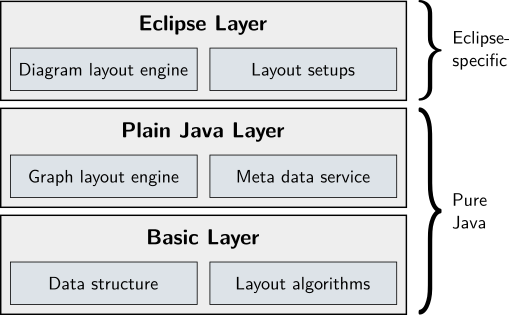 Eclipse Layer
Diagram layout engine
Layout setups
Eclipse-
specific
Plain Java Layer
Graph layout engine
Meta data service
Pure
Java
Basic Layer
Data structure
Layout algorithms